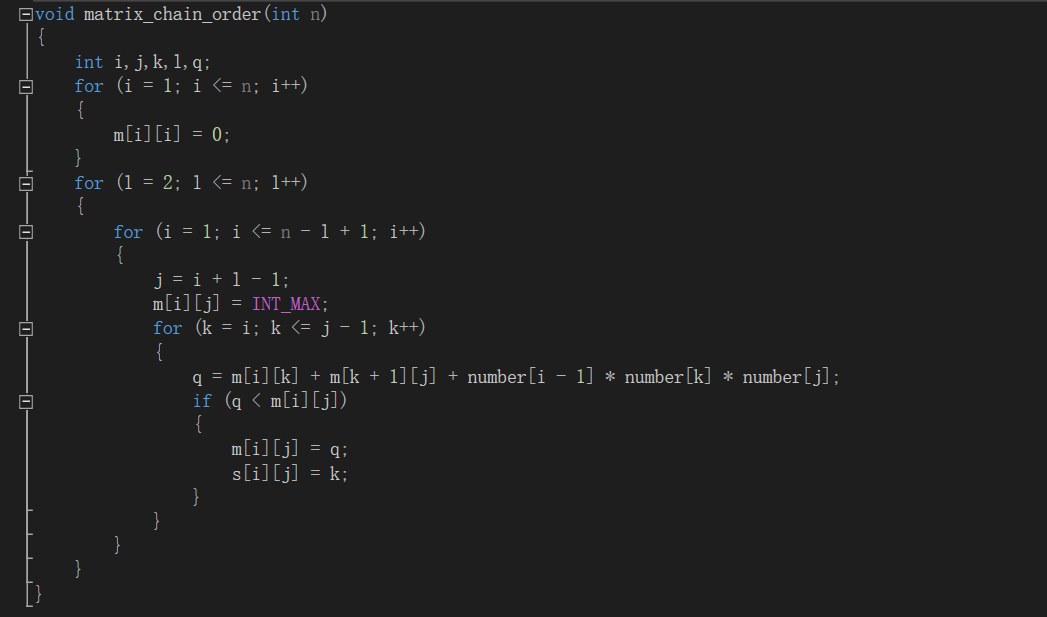 void matrix_chain_order(int n)
{
    int i,j,k,l,q;
    for (i = 1; i <= n; i++)
    {
        m[i][i] = 0;
    }
    for (l = 2; l <= n; l++)
    {
        for (i = 1; i <= n - l + 1; i++)
        {
            j = i + l - 1;
            m[i][j] = INT_MAX;
            for (k = i; k <= j - 1; k++)
            {
                q = m[i][k] + m[k + 1][j] + number[i - 1] * number[k] * number[j];
                if (q < m[i][j])
                {
                    m[i][j] = q;
                    s[i][j] = k;
                }
            }
        }
    }
}